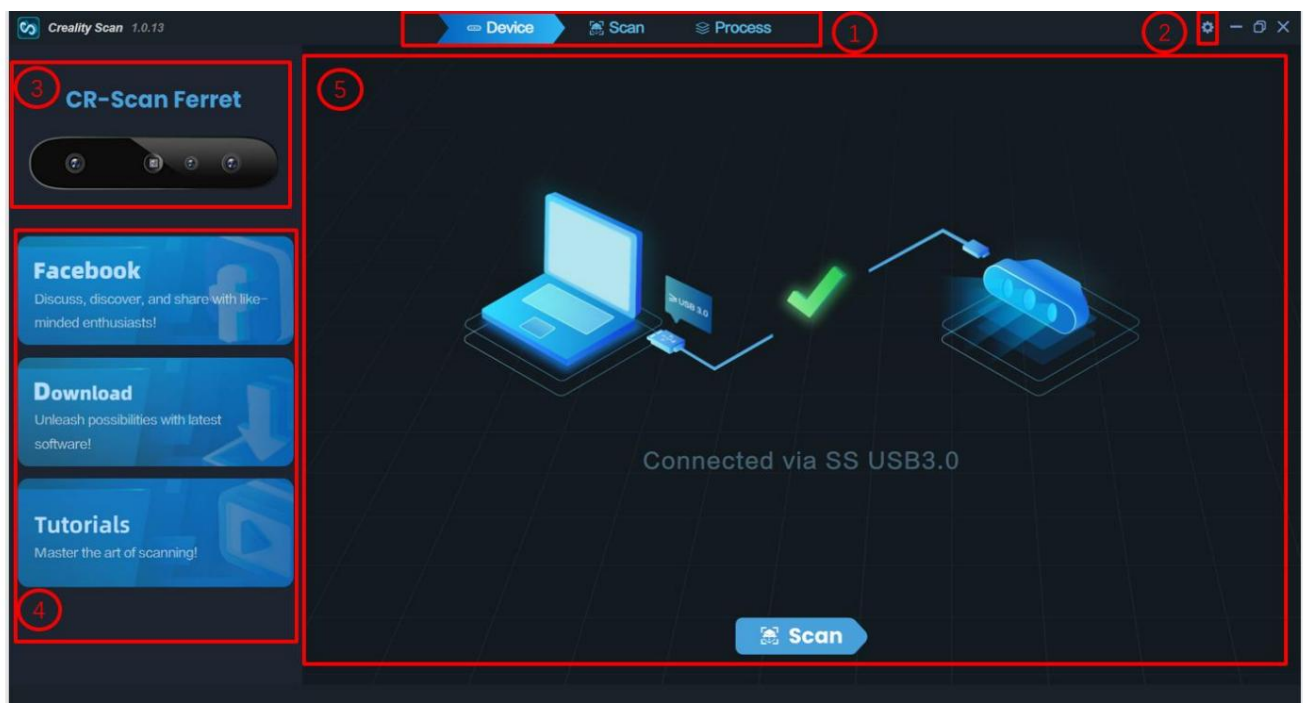 Creality Scan 1.0.13
Device
Scan
Process
1
2
3
CR-Scan Ferret
5
Facebook
Discuss, discover, and share with like-
minded enthusiasts!
Download
Unleash possibilities with latest
software!
Tutorials
Master the art of scanning!
4
USB 3.0
Connected via SS USB3.0
Scan